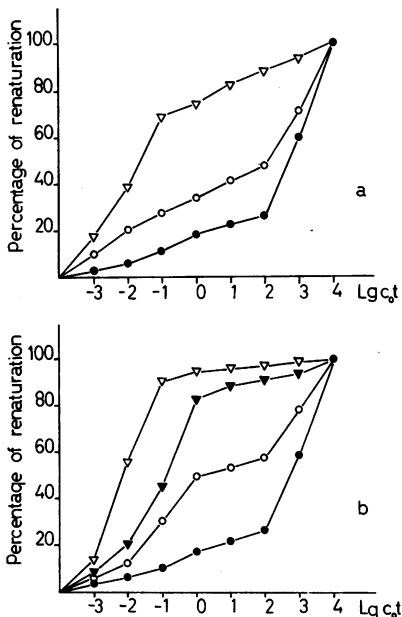 Percentage of renaturation
100.
80
60
40
20
a
-3 -2 -1 0 1 2 3 4 Lg c₀t
Percentage of renaturation
100.
80.
60
40
20.
b
-3 -2 -1 0 1 2 3 4 Lg c₀t